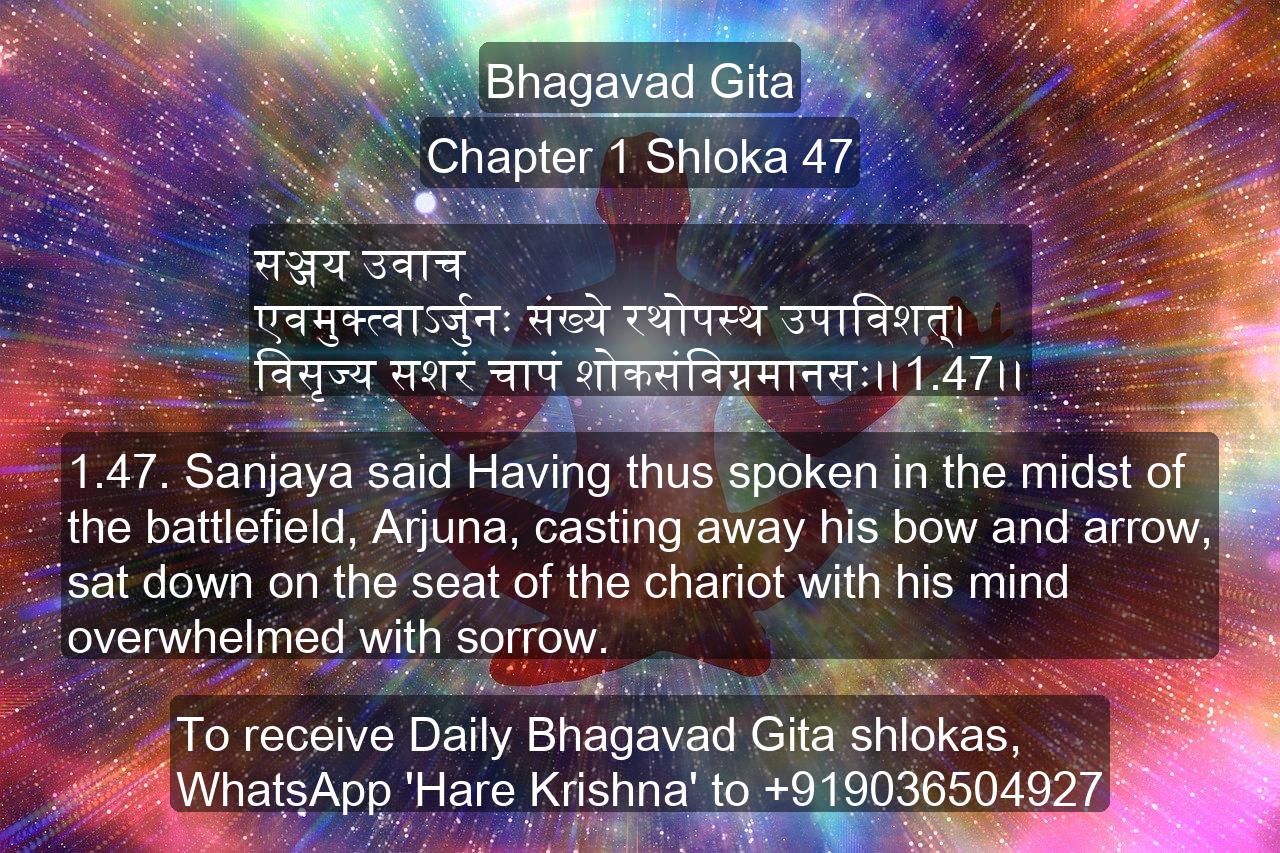 Bhagavad Gita
Chapter 1 Shloka 47
सञ्जय उवाच
एवमुक्त्वाऽर्जुनः संख्ये रथोपस्थ उपाविशत्।
विसृज्य सशरं चापं शोकसंविग्नमानसः।।1.47।।
1.47. Sanjaya said Having thus spoken in the midst of
the battlefield, Arjuna, casting away his bow and arrow,
sat down on the seat of the chariot with his mind
overwhelmed with sorrow.
To receive Daily Bhagavad Gita shlokas,
WhatsApp 'Hare Krishna' to +919036504927